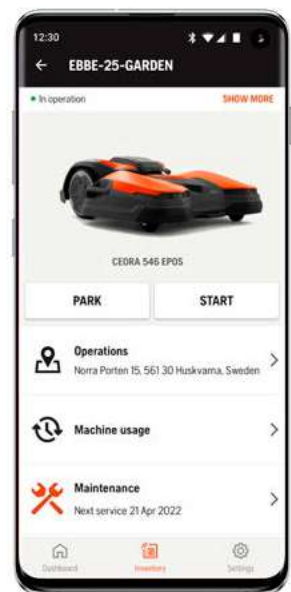 12:30
EBBE-25-GARDEN
In operation
SHOW MORE
CEORA 546 EPOS
PARK
START
Operations
Norra Porten 15, 561 30 Huskvarna, Sweden
Machine usage
Maintenance
Next service 21 Apr 2022
Dashboard
Inventory
Settings